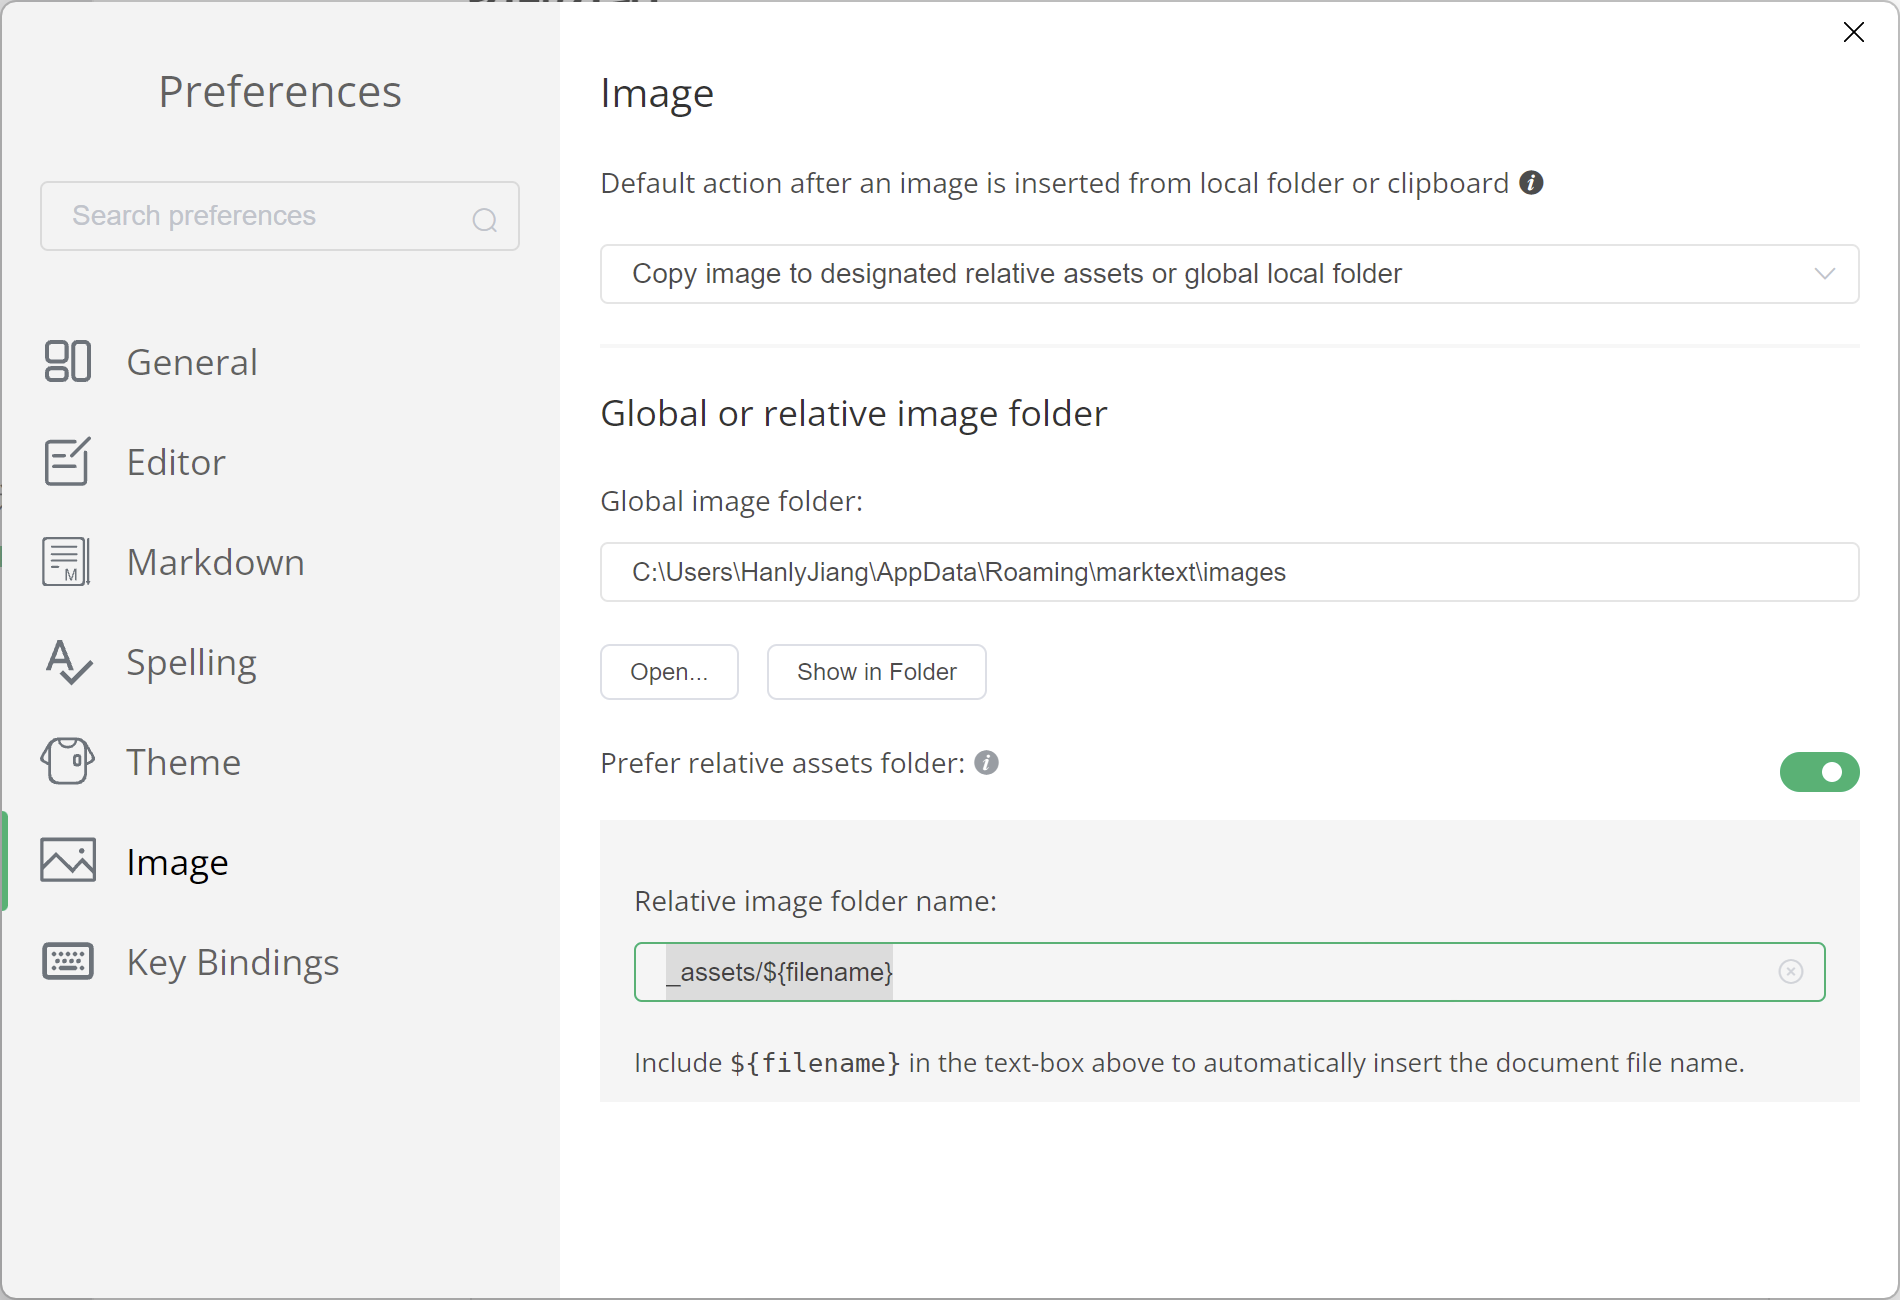 Preferences
Search preferences
General
Editor
Markdown
Spelling
Theme
Image
Key Bindings
Image
Default action after an image is inserted from local folder or clipboard
Copy image to designated relative assets or global local folder
Global or relative image folder
Global image folder:
C:\Users\HanlyJiang\AppData\Roaming\marktext\images
Open...
Show in Folder
Prefer relative assets folder:
Relative image folder name:
_assets/${filename}
Include ${filename} in the text-box above to automatically insert the document file name.